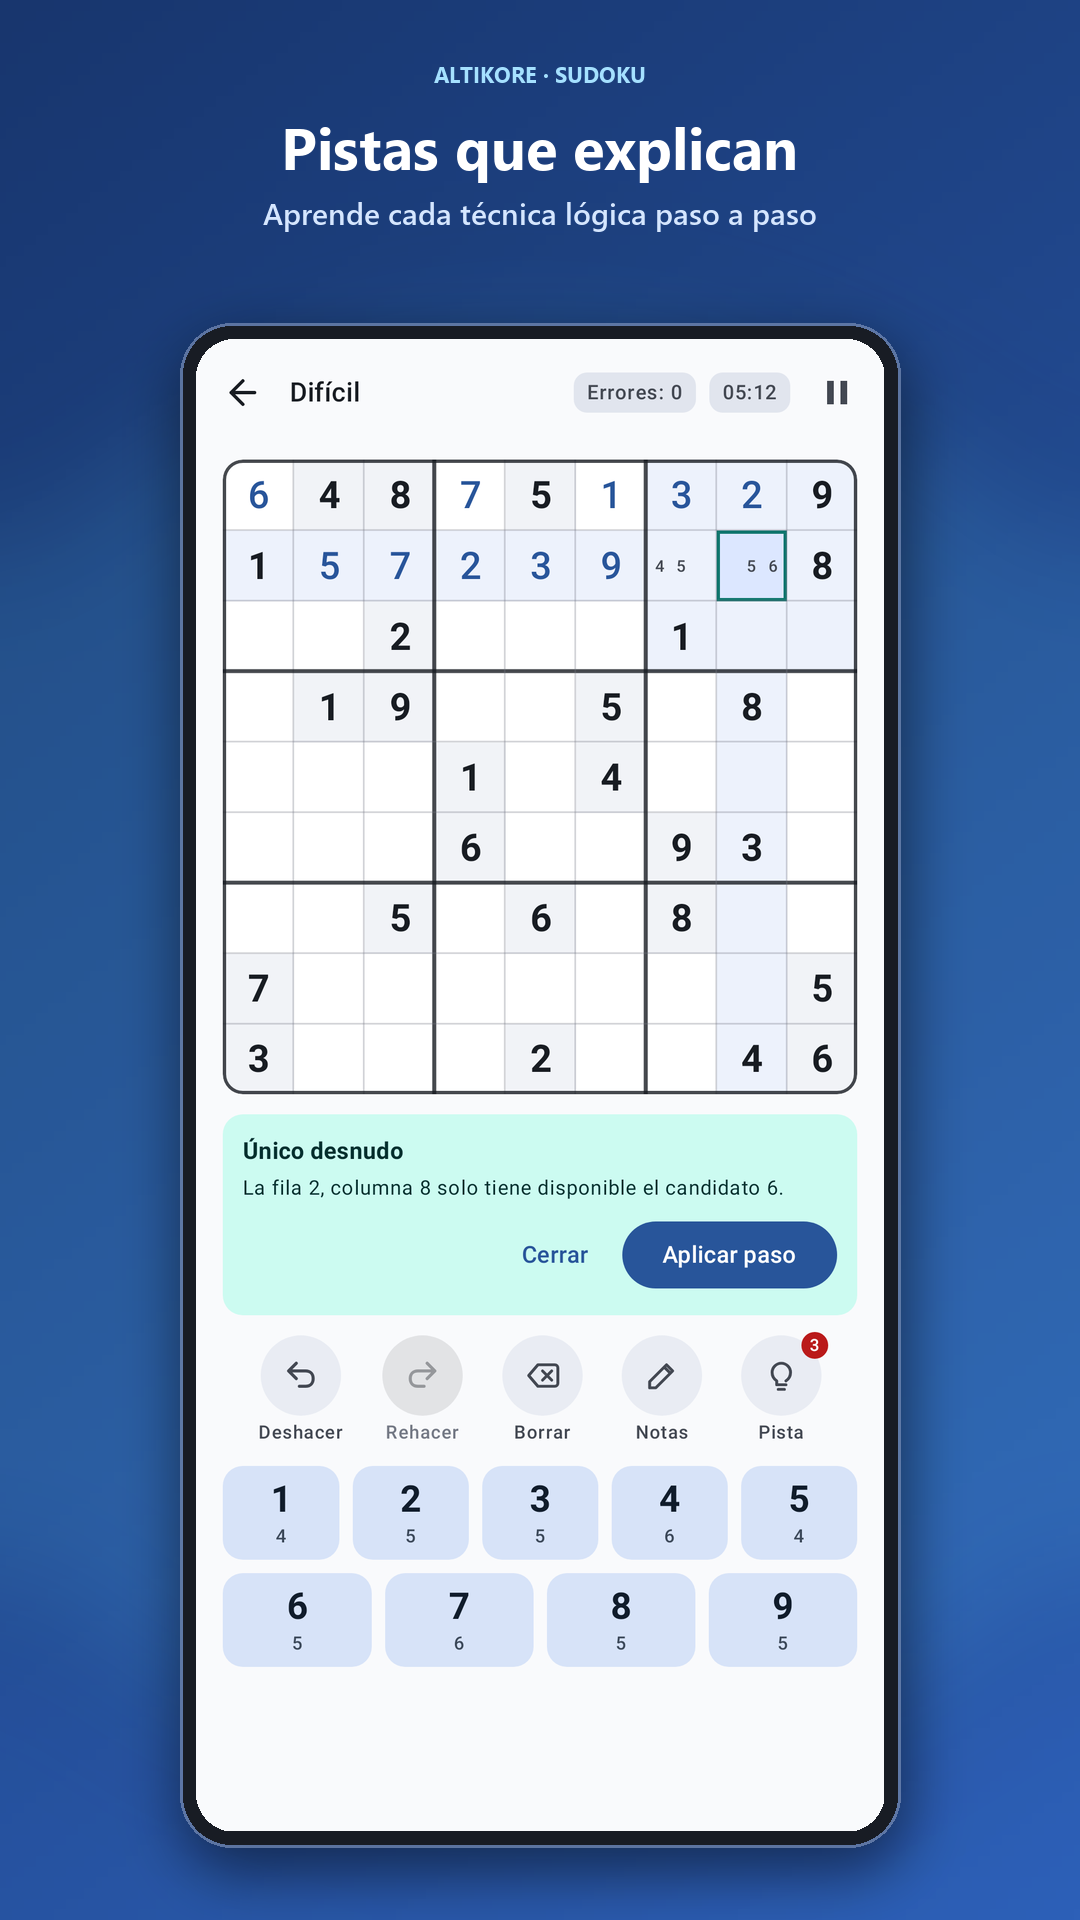 ALTIKORE · SUDOKU
Pistas que explican
Aprende cada técnica lógica paso a paso
Difícil Errores: 0 05:12
6 4 8 7 5 1 3 2 9
1 5 7 2 3 9 4 5 5 6 8
2 1
1 9 5 8
1 4
6 9 3
5 6 8
7 5
3 2 4 6
Único desnudo
La fila 2, columna 8 solo tiene disponible el candidato 6.
Cerrar Aplicar paso
3
Deshacer Rehacer Borrar Notas Pista
1 2 3 4 5
4 5 5 6 4
6 7 8 9
5 6 5 5